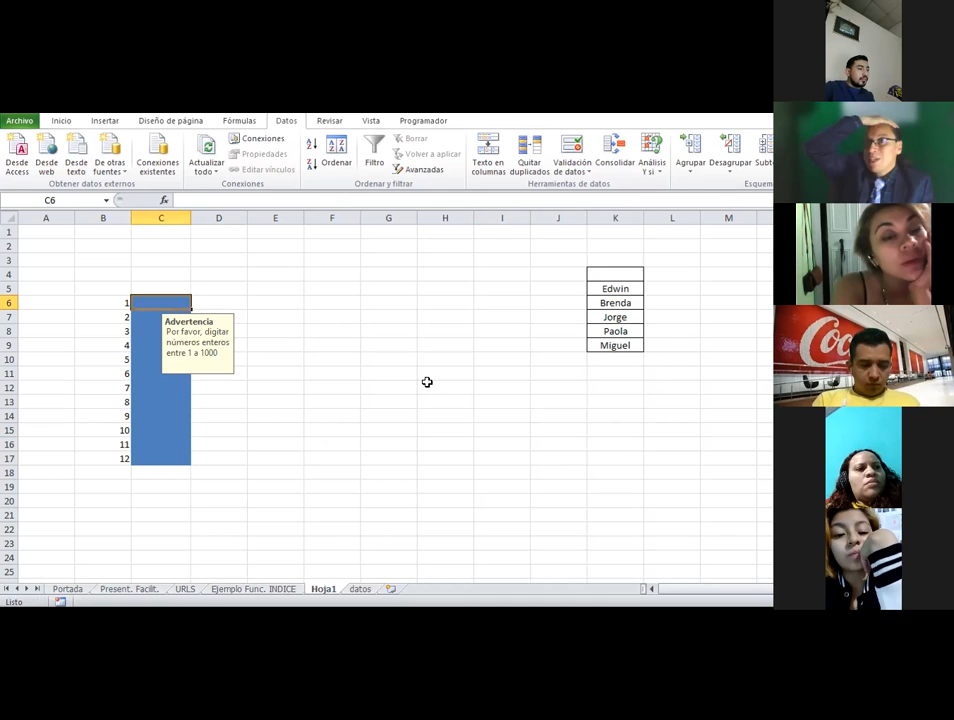 Archivo Inicio Insertar Diseño de página Fórmulas Datos Revisar Vista Programador
Desde Access
Desde web
Desde texto
De otras fuentes
Conexiones existentes
Obtener datos externos
Actualizar todo
Conexiones
Propiedades
Editar vínculos
Conexiones
Ordenar
Filtro
Borrar
Volver a aplicar
Avanzadas
Ordenar y filtrar
Texto en columnas
Quitar duplicados
Validación de datos
Consolidar
Análisis Y si
Herramientas de datos
Agrupar
Desagrupar
Subt
Esquem
C6 fx
A B C D E F G H I J K L M
1
2
3
4
5 Edwin
6 1 Brenda
7 2 Jorge
8 3 Paola
9 4 Miguel
10 5
11 6
12 7
13 8
14 9
15 10
16 11
17 12
18
19
20
21
22
23
24
25
Advertencia
Por favor, digitar
números enteros
entre 1 a 1000
Portada Present. Facilit. URLS Ejemplo Func. INDICE Hoja1 datos
Listo
Coc